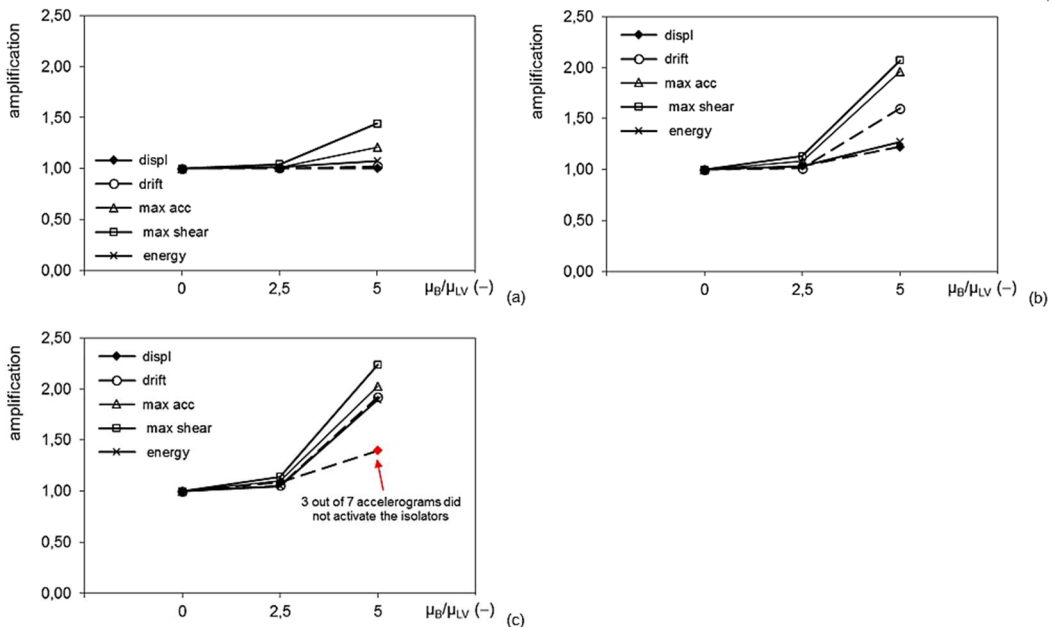 amplification
2,50
2,00
1,50
1,00
0,50
0,00
displ
drift
max acc
max shear
energy
0 2,5 5 μB/μLV (–)
(a)
amplification
2,50
2,00
1,50
1,00
0,50
0,00
displ
drift
max acc
max shear
energy
0 2,5 5 μB/μLV (–)
(b)
amplification
2,50
2,00
1,50
1,00
0,50
0,00
displ
drift
max acc
max shear
energy
3 out of 7 accelerograms did
not activate the isolators
0 2,5 5 μB/μLV (–)
(c)